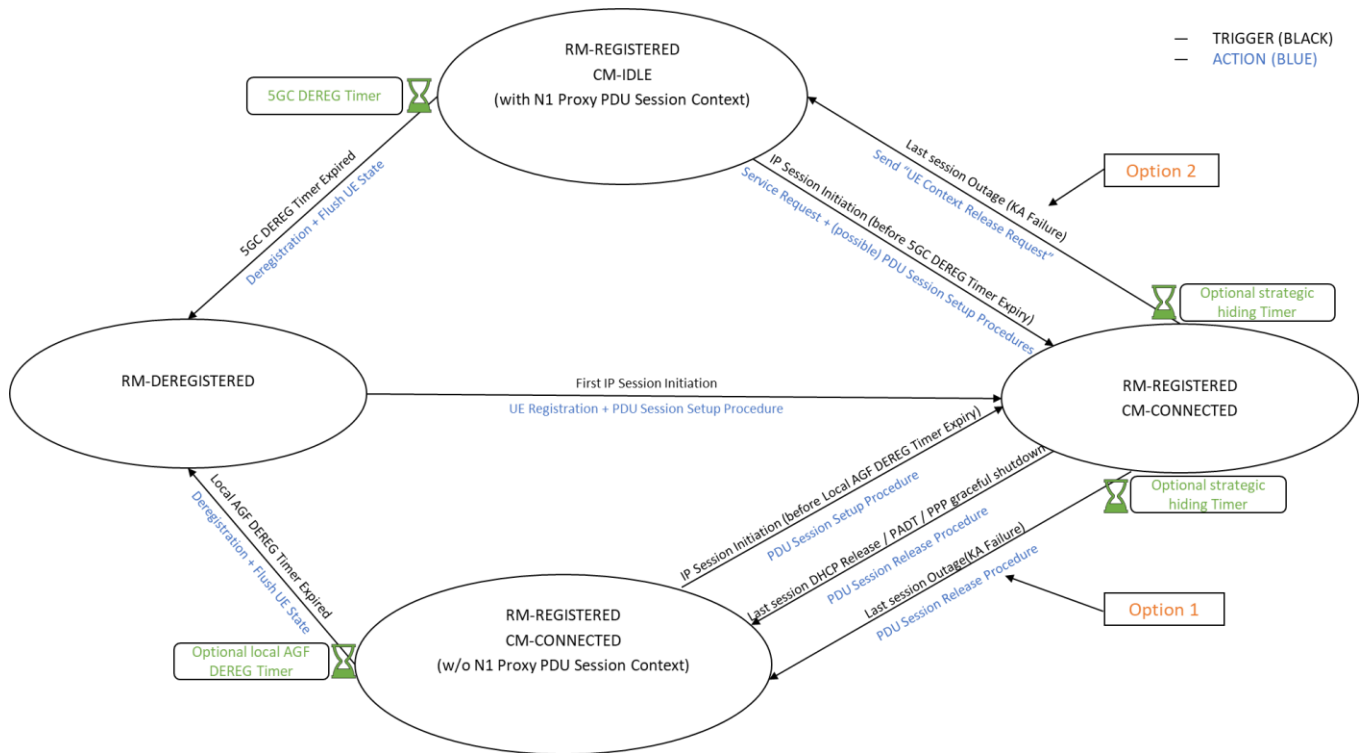 RM-REGISTERED
CM-IDLE
(with N1 Proxy PDU Session Context)
— TRIGGER (BLACK)
— ACTION (BLUE)
5GC DEREG Timer
5GC DEREG Timer Expired
Deregistration + Flush UE State
Last session Outage (KA Failure)
Send “UE Context Release Request”
Option 2
IP Session Initiation (before 5GC DEREG Timer Expiry)
Service Request + (possible) PDU Session Setup Procedures
Optional strategic
hiding Timer
RM-DEREGISTERED
First IP Session Initiation
UE Registration + PDU Session Setup Procedure
RM-REGISTERED
CM-CONNECTED
Optional strategic
hiding Timer
Local AGF DEREG Timer Expired
Deregistration + Flush UE State
IP Session Initiation (before Local AGF DEREG Timer Expiry)
PDU Session Setup Procedure
Last session DHCP Release / PADT / PPP graceful shutdown
PDU Session Release Procedure
Last session Outage(KA Failure)
PDU Session Release Procedure
Option 1
Optional local AGF
DEREG Timer
RM-REGISTERED
CM-CONNECTED
(w/o N1 Proxy PDU Session Context)